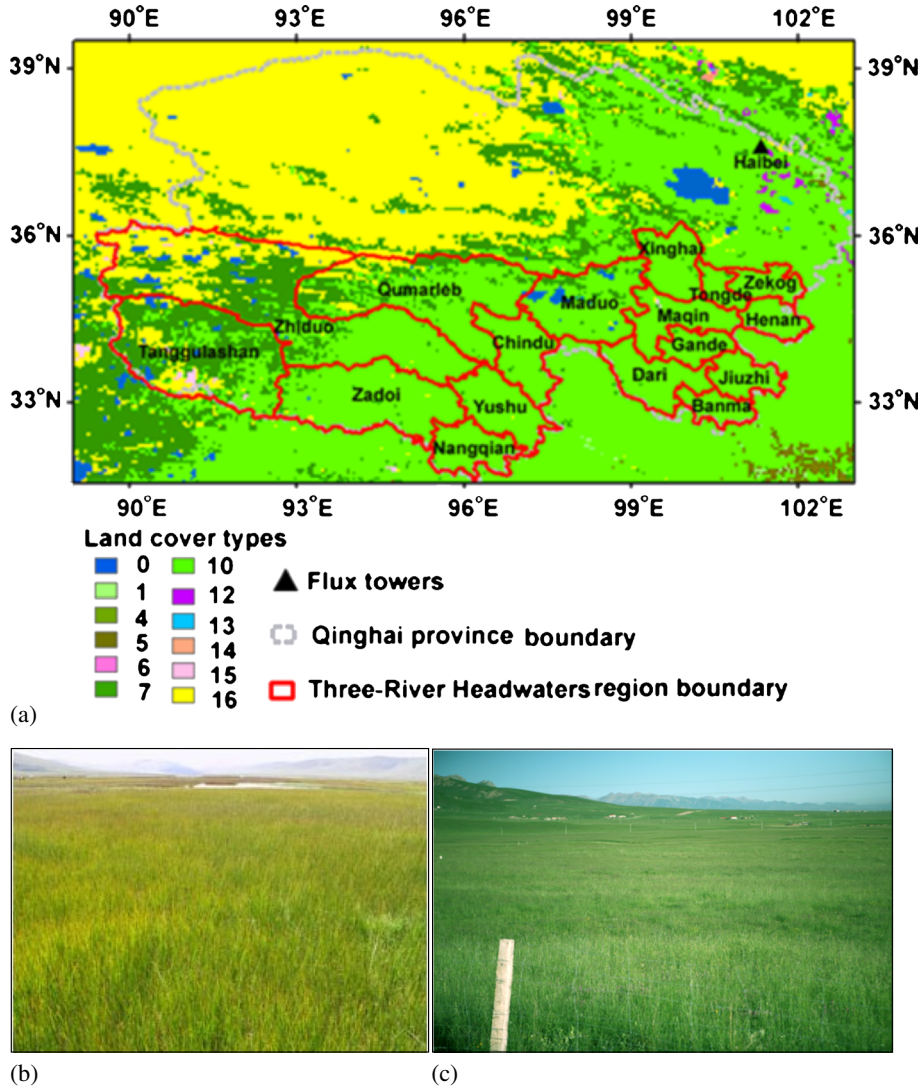 90°E 93°E 96°E 99°E 102°E
39°N 39°N
Haibei
36°N 36°N
Xinghai
Qumarleb Zekog
Tongde
Maduo
Maqin Henan
Zhiduo
Chindu Gande
Tanggulashan
Dari Jiuzhi
Zadoi
33°N Yushu Banma 33°N
Nangqian
90°E 93°E 96°E 99°E 102°E
Land cover types
0 10
1 12
4 13
5 14
6 15
7 16
Flux towers
Qinghai province boundary
Three-River Headwaters region boundary
(a)
(b) (c)